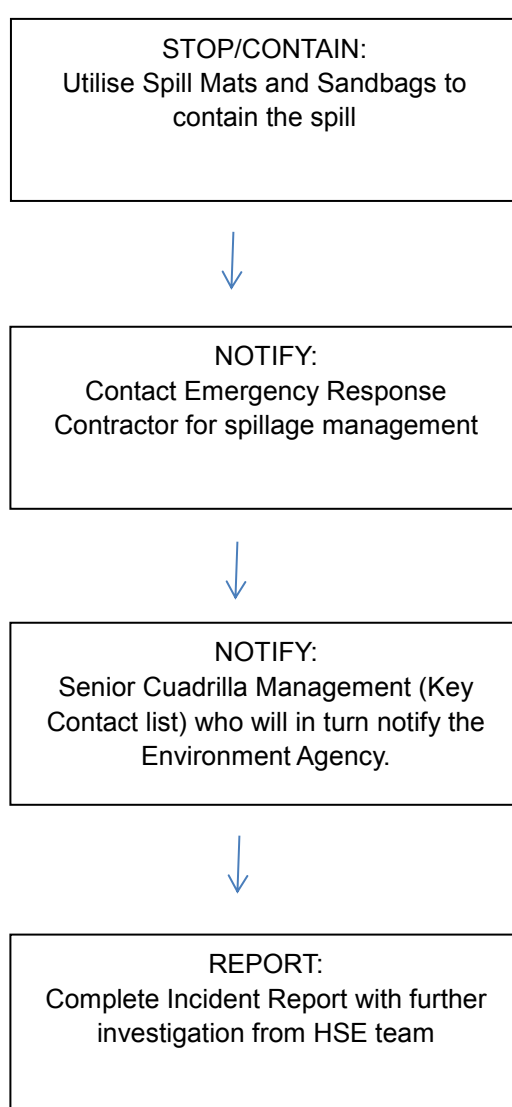 STOP/CONTAIN:
Utilise Spill Mats and Sandbags to
contain the spill
NOTIFY:
Contact Emergency Response
Contractor for spillage management
NOTIFY:
Senior Cuadrilla Management (Key
Contact list) who will in turn notify the
Environment Agency.
REPORT:
Complete Incident Report with further
investigation from HSE team